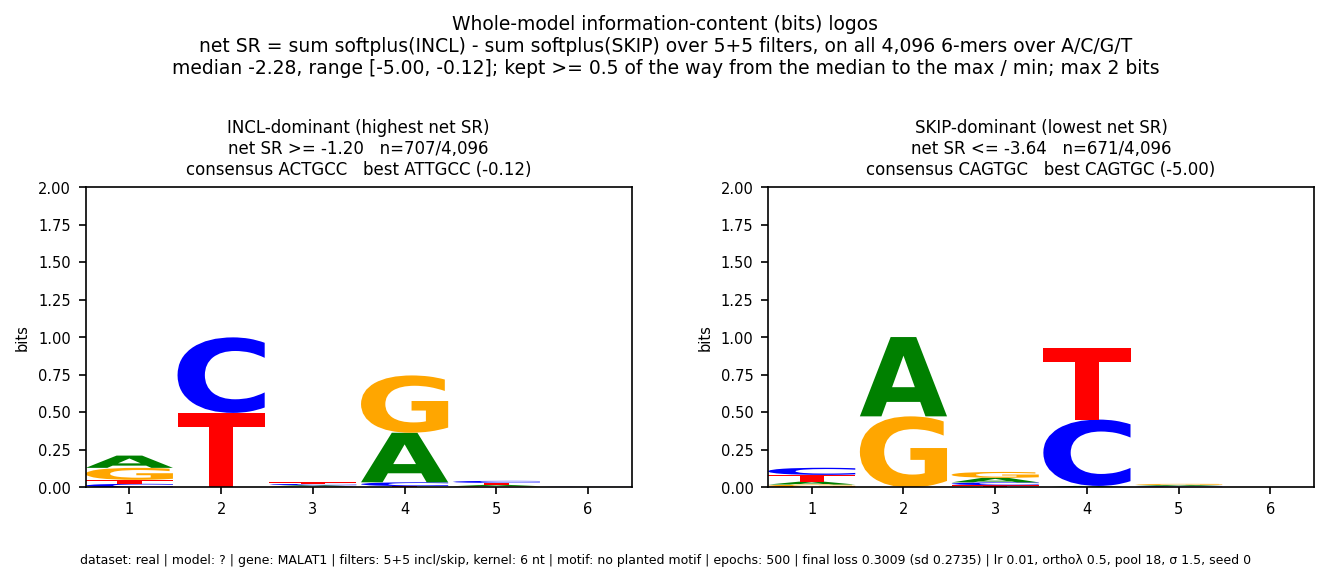 Whole-model information-content (bits) logos
net SR = sum softplus(INCL) - sum softplus(SKIP) over 5+5 filters, on all 4,096 6-mers over A/C/G/T
median -2.28, range [-5.00, -0.12]; kept >= 0.5 of the way from the median to the max / min; max 2 bits
INCL-dominant (highest net SR)
net SR >= -1.20   n=707/4,096
consensus ACTGCC   best ATTGCC (-0.12)
2.00
1.75
1.50
1.25
1.00
0.75
0.50
0.25
0.00
bits
A
G
T
C
C
T
G
A
1 2 3 4 5 6
SKIP-dominant (lowest net SR)
net SR <= -3.64   n=671/4,096
consensus CAGTGC   best CAGTGC (-5.00)
2.00
1.75
1.50
1.25
1.00
0.75
0.50
0.25
0.00
bits
C
T
A
G
A
G
G
A
C
T
C
1 2 3 4 5 6
dataset: real | model: ? | gene: MALAT1 | filters: 5+5 incl/skip, kernel: 6 nt | motif: no planted motif | epochs: 500 | final loss 0.3009 (sd 0.2735) | lr 0.01, orthoλ 0.5, pool 18, σ 1.5, seed 0